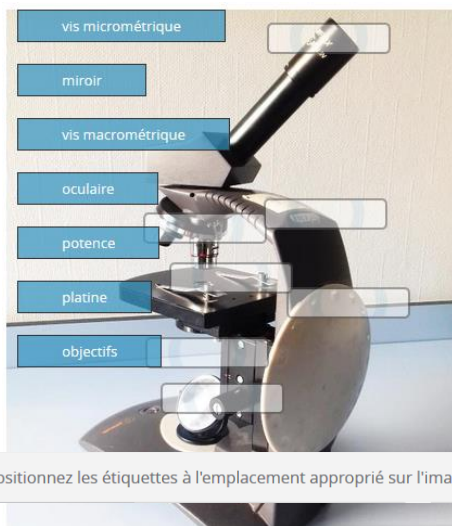 vis micrométrique
miroir
vis macrométrique
oculaire
potence
platine
objectifs
ositionnez les étiquettes à l'emplacement approprié sur l'ima